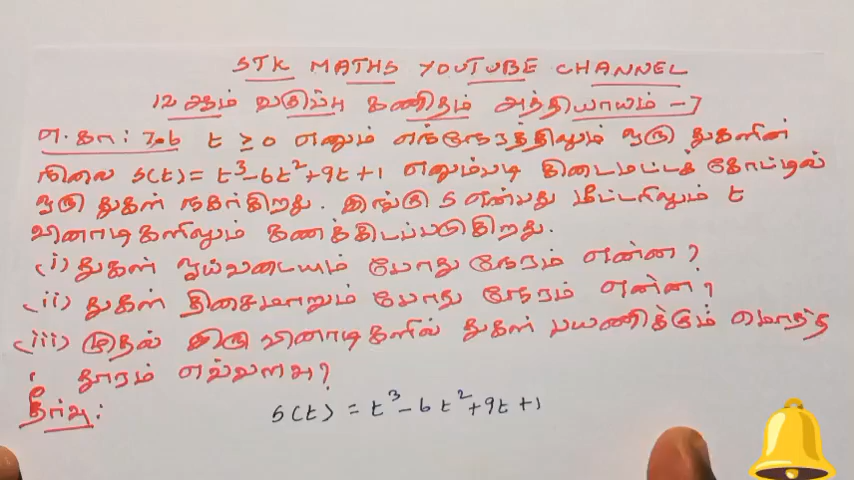 STK MATHS YOUTUBE CHANNEL
12 ஆம் வகுப்பு கணிதம் அத்தியாயம் -7
எ.கா: 7.6 t ≥ 0 எனும் எந்நேரத்திலும் ஒரு துகளின்
நிலை s(t) = t³-6t²+9t+1 எனும்படி கிடைமட்டக் கோட்டில்
ஒரு துகள் நகர்கிறது. இங்கு s என்பது மீட்டரிலும் t
வினாடிகளிலும் கணக்கிடப்படுகிறது.
(i) துகள் ஓய்வடையும் போது நேரம் என்ன?
(ii) துகள் திசைமாறும் போது நேரம் என்ன?
(iii) முதல் இரு வினாடிகளில் துகள் பயணிக்கும் மொத்த
தூரம் எவ்வளவு?
தீர்வு: s(t) = t³-6t²+9t+1